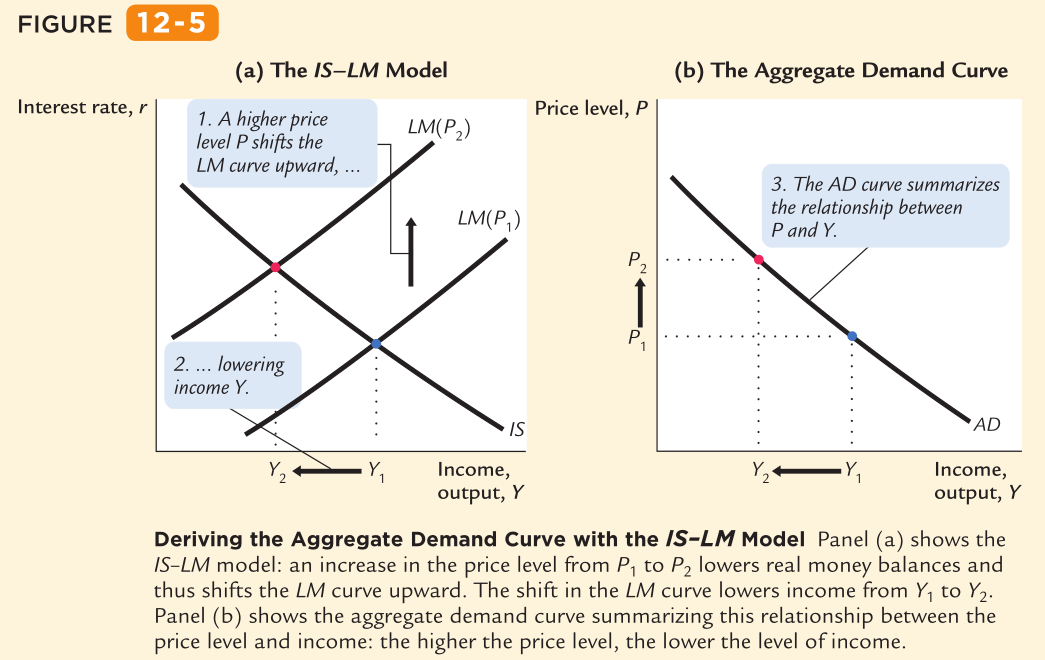 FIGURE 12-5
(a) The IS–LM Model
Interest rate, r
1. A higher price
level P shifts the
LM curve upward, ...
LM(P₂)
LM(P₁)
2. ... lowering
income Y.
IS
Y₂
Y₁
Income,
output, Y
(b) The Aggregate Demand Curve
Price level, P
3. The AD curve summarizes
the relationship between
P and Y.
P₂
P₁
AD
Y₂
Y₁
Income,
output, Y
Deriving the Aggregate Demand Curve with the IS–LM Model Panel (a) shows the
IS–LM model: an increase in the price level from P₁ to P₂ lowers real money balances and
thus shifts the LM curve upward. The shift in the LM curve lowers income from Y₁ to Y₂.
Panel (b) shows the aggregate demand curve summarizing this relationship between the
price level and income: the higher the price level, the lower the level of income.